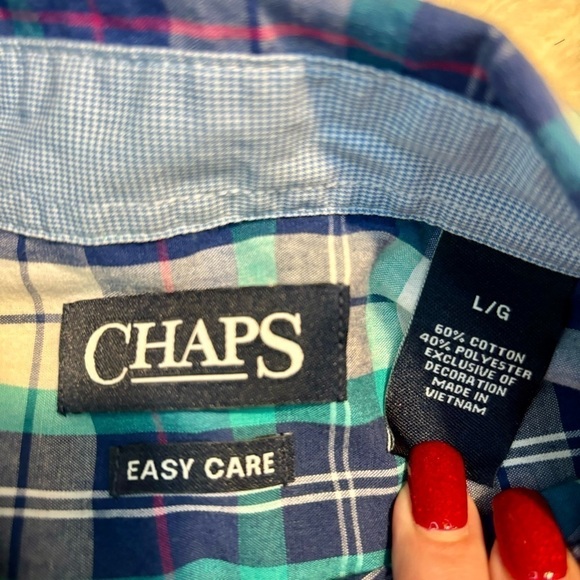 CHAPS
EASY CARE
L/G
60% COTTON
40% POLYESTER
EXCLUSIVE OF
DECORATION
MADE IN
VIETNAM